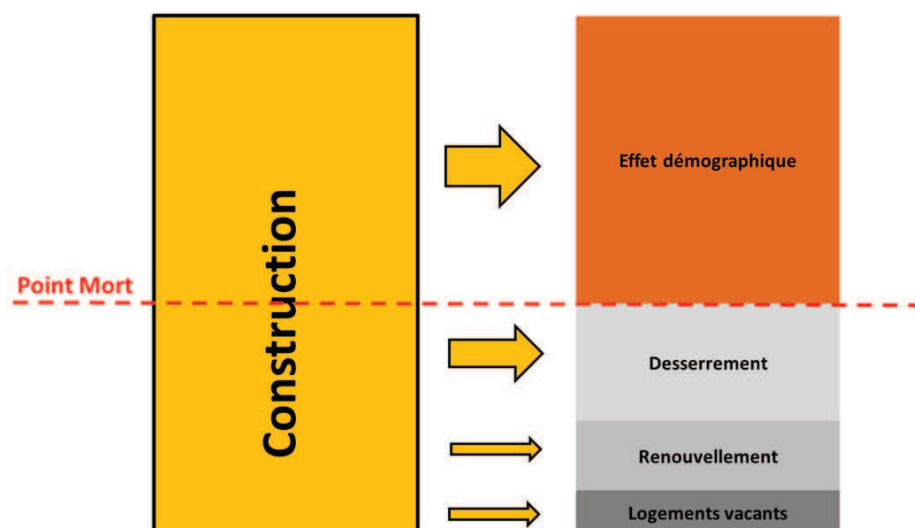 Effet démographique
Construction
Point Mort
Desserrement
Renouvellement
Logements vacants